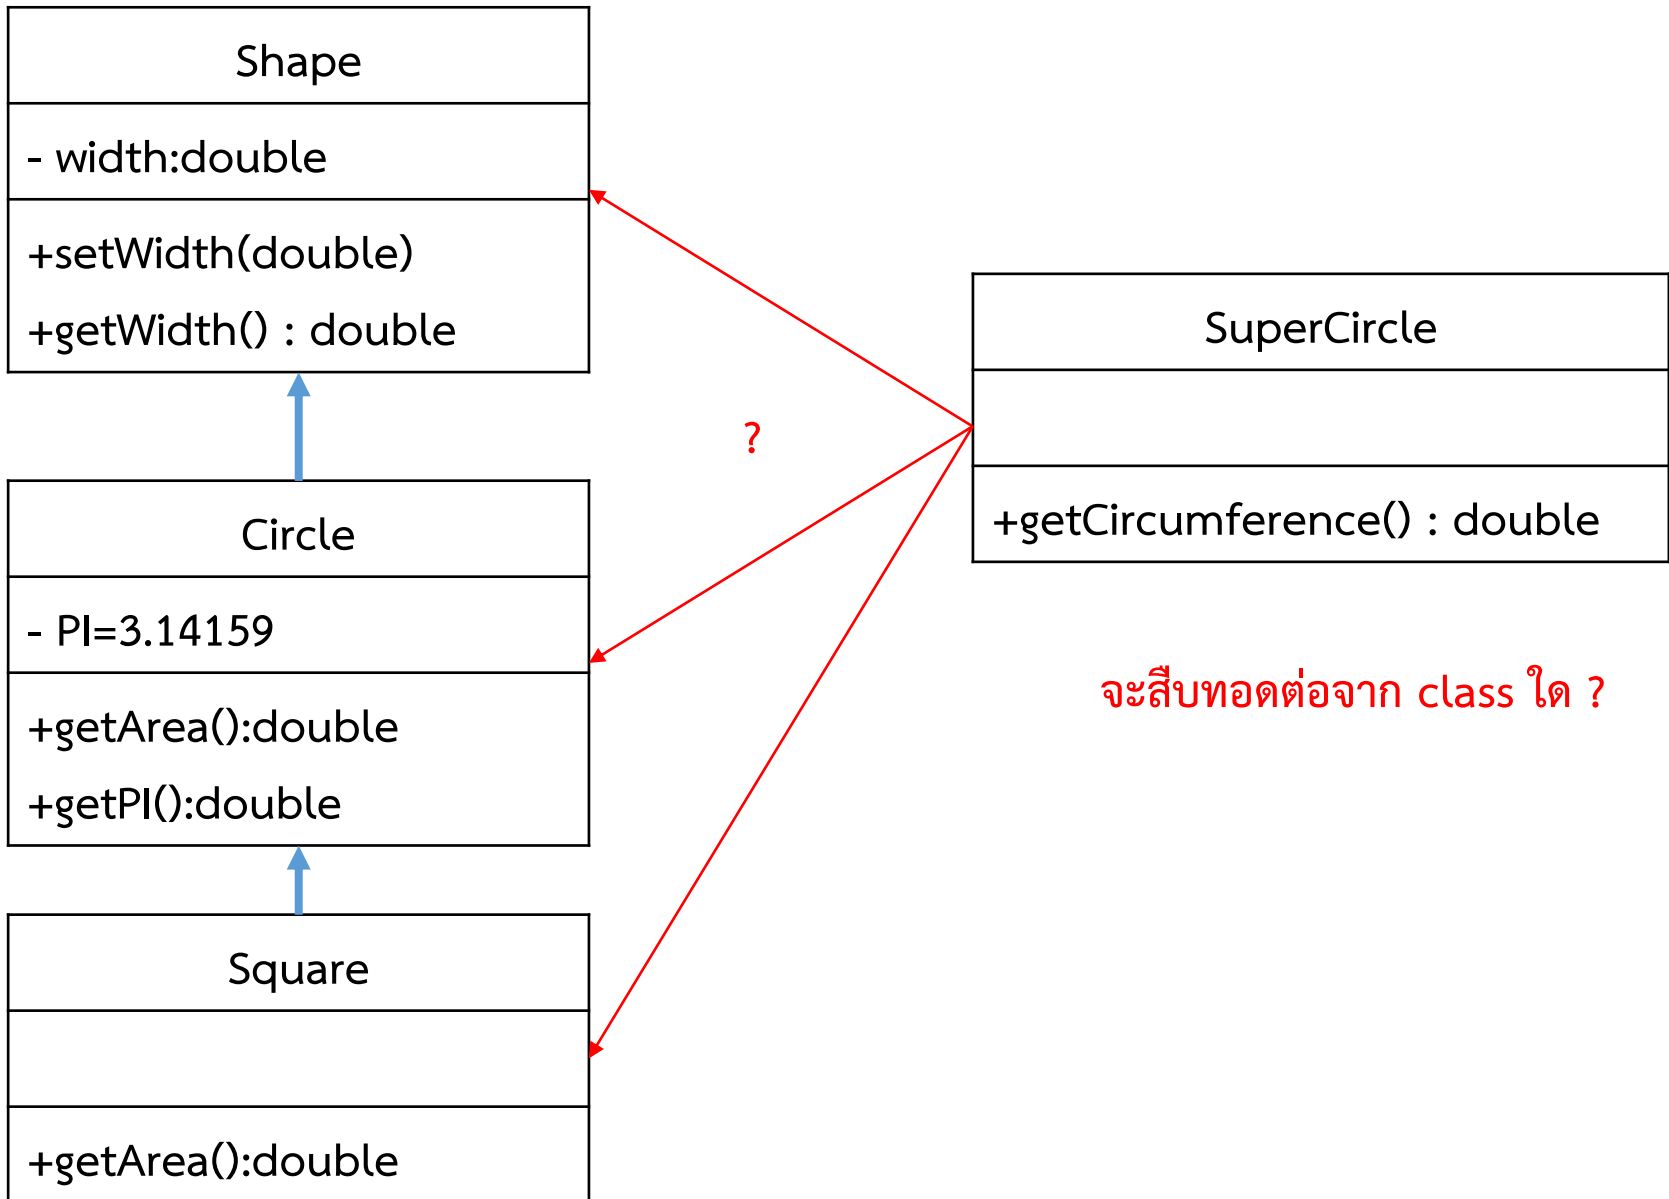 Shape
- width:double
+setWidth(double)
+getWidth() : double
SuperCircle
+getCircumference() : double
?
Circle
- PI=3.14159
+getArea():double
+getPI():double
จะสืบทอดต่อจาก class ใด ?
Square
+getArea():double